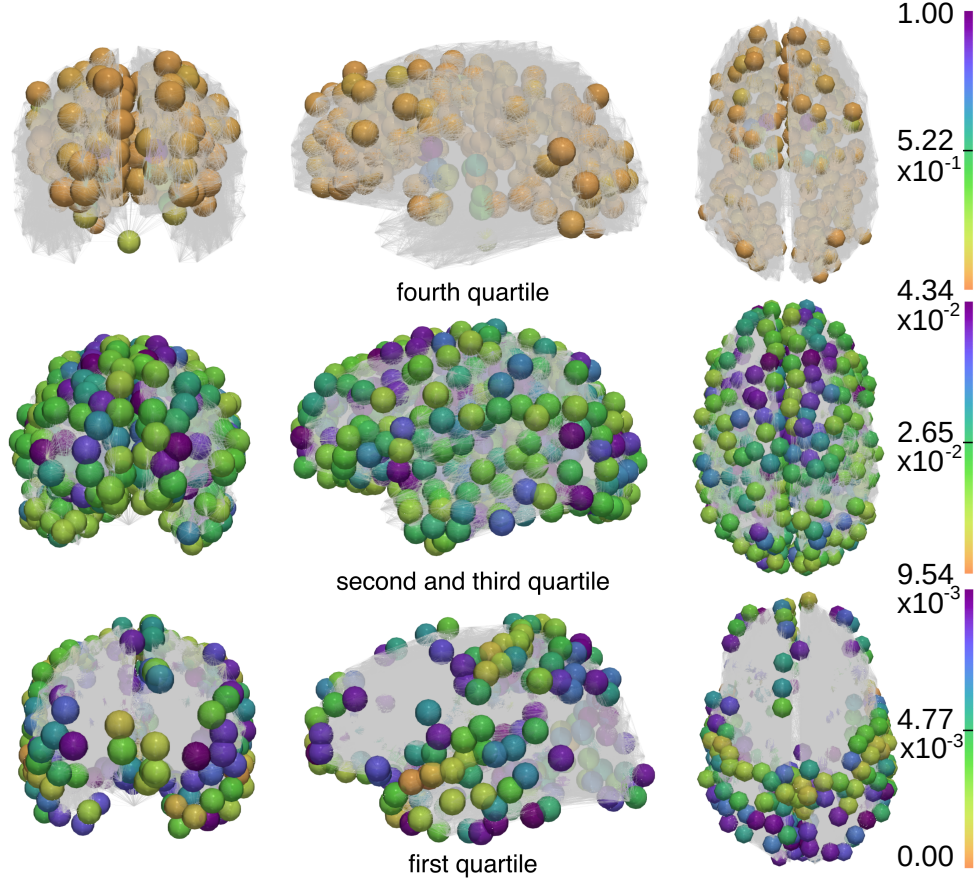 1.00
5.22
x10-1
4.34
x10-2
fourth quartile
2.65
x10-2
9.54
x10-3
second and third quartile
4.77
x10-3
0.00
first quartile